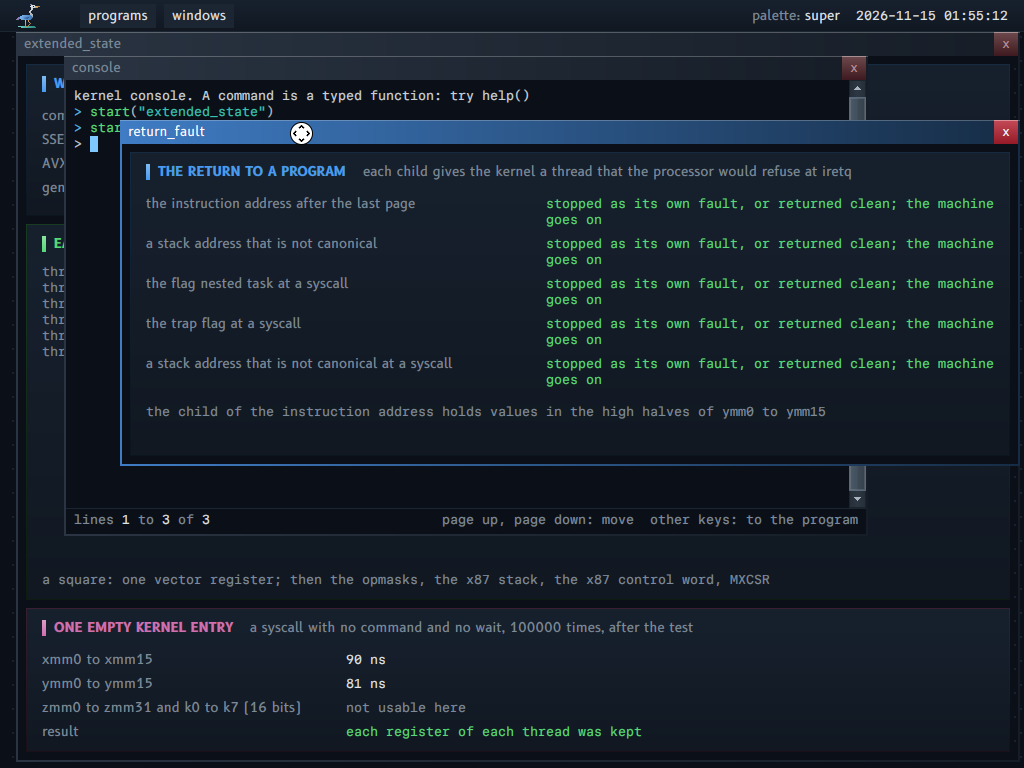 programs windows palette: super 2026-11-15 01:55:12
extended_state x
console x
kernel console. A command is a typed function: try help()
> start("extended_state")
> star
>
return_fault x
THE RETURN TO A PROGRAM each child gives the kernel a thread that the processor would refuse at iretq
the instruction address after the last page stopped as its own fault, or returned clean; the machine
goes on
a stack address that is not canonical stopped as its own fault, or returned clean; the machine
goes on
the flag nested task at a syscall stopped as its own fault, or returned clean; the machine
goes on
the trap flag at a syscall stopped as its own fault, or returned clean; the machine
goes on
a stack address that is not canonical at a syscall stopped as its own fault, or returned clean; the machine
goes on
the child of the instruction address holds values in the high halves of ymm0 to ymm15
com
SSE
AVX
gen
thr
thr
thr
thr
thr
thr
lines 1 to 3 of 3 page up, page down: move other keys: to the program
a square: one vector register; then the opmasks, the x87 stack, the x87 control word, MXCSR
ONE EMPTY KERNEL ENTRY a syscall with no command and no wait, 100000 times, after the test
xmm0 to xmm15 90 ns
ymm0 to ymm15 81 ns
zmm0 to zmm31 and k0 to k7 (16 bits) not usable here
result each register of each thread was kept